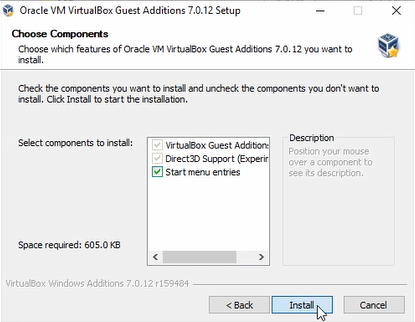 Oracle VM VirtualBox Guest Additions 7.0.12 Setup
Choose Components
Choose which features of Oracle VM VirtualBox Guest Additions 7.0.12 you want to
install.
Check the components you want to install and uncheck the components you don't want to
install. Click Install to start the installation.
Select components to install:
VirtualBox Guest Additions
Direct3D Support (Experir
Start menu entries
Description
Position your mouse
over a component to
see its description.
Space required: 605.0 KB
VirtualBox Windows Additions 7.0.12 r159484
< Back
Install
Cancel